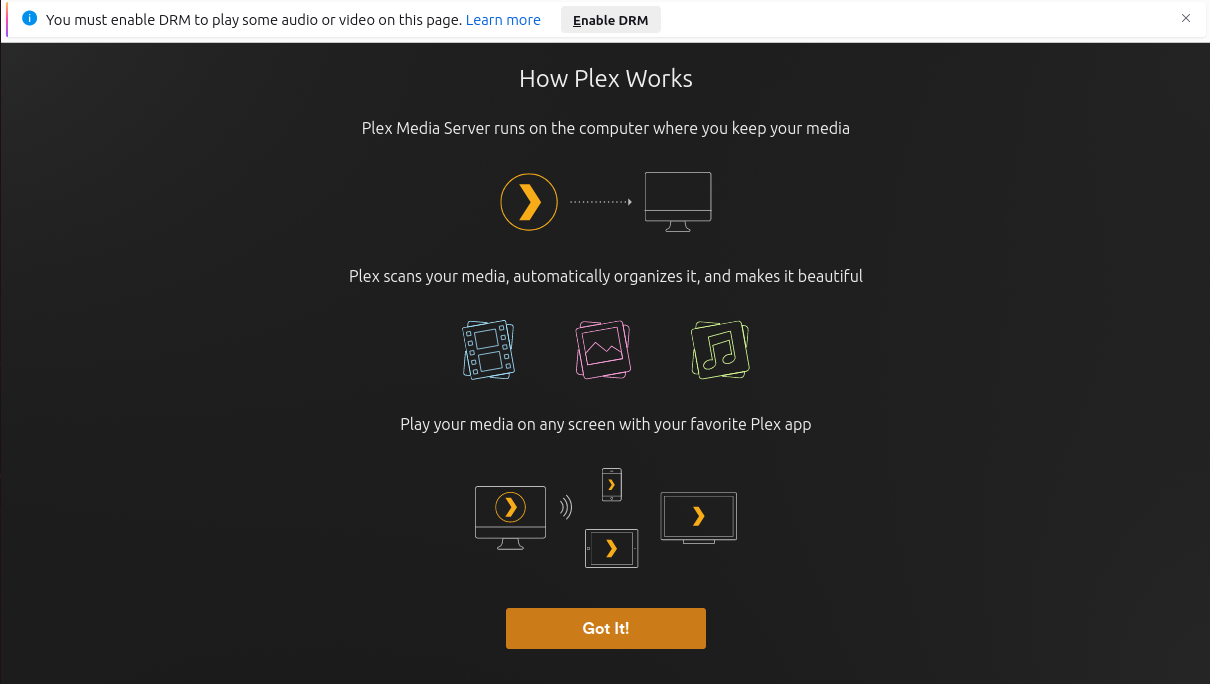 You must enable DRM to play some audio or video on this page. Learn more Enable DRM
How Plex Works
Plex Media Server runs on the computer where you keep your media
Plex scans your media, automatically organizes it, and makes it beautiful
Play your media on any screen with your favorite Plex app
Got It!